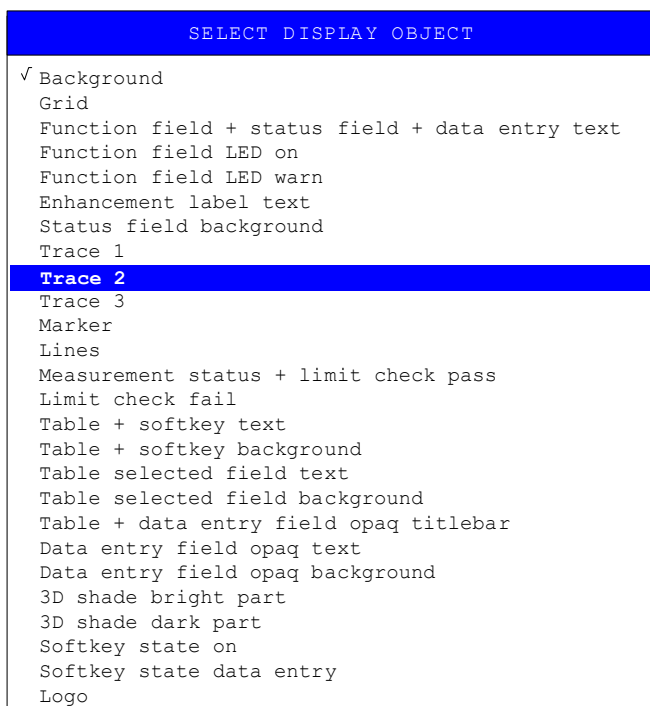 SELECT DISPLAY OBJECT
√ Background
Grid
Function field + status field + data entry text
Function field LED on
Function field LED warn
Enhancement label text
Status field background
Trace 1
Trace 2
Trace 3
Marker
Lines
Measurement status + limit check pass
Limit check fail
Table + softkey text
Table + softkey background
Table selected field text
Table selected field background
Table + data entry field opaq titlebar
Data entry field opaq text
Data entry field opaq background
3D shade bright part
3D shade dark part
Softkey state on
Softkey state data entry
Logo